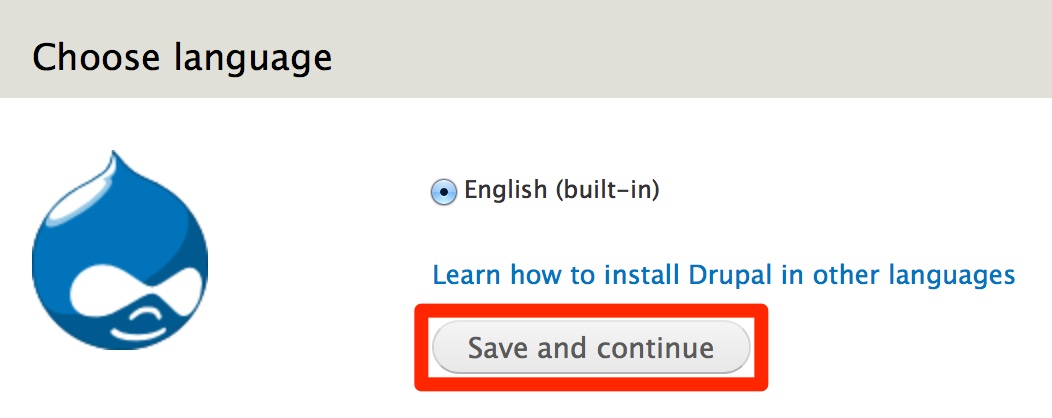 Choose language
English (built-in)
Learn how to install Drupal in other languages
Save and continue